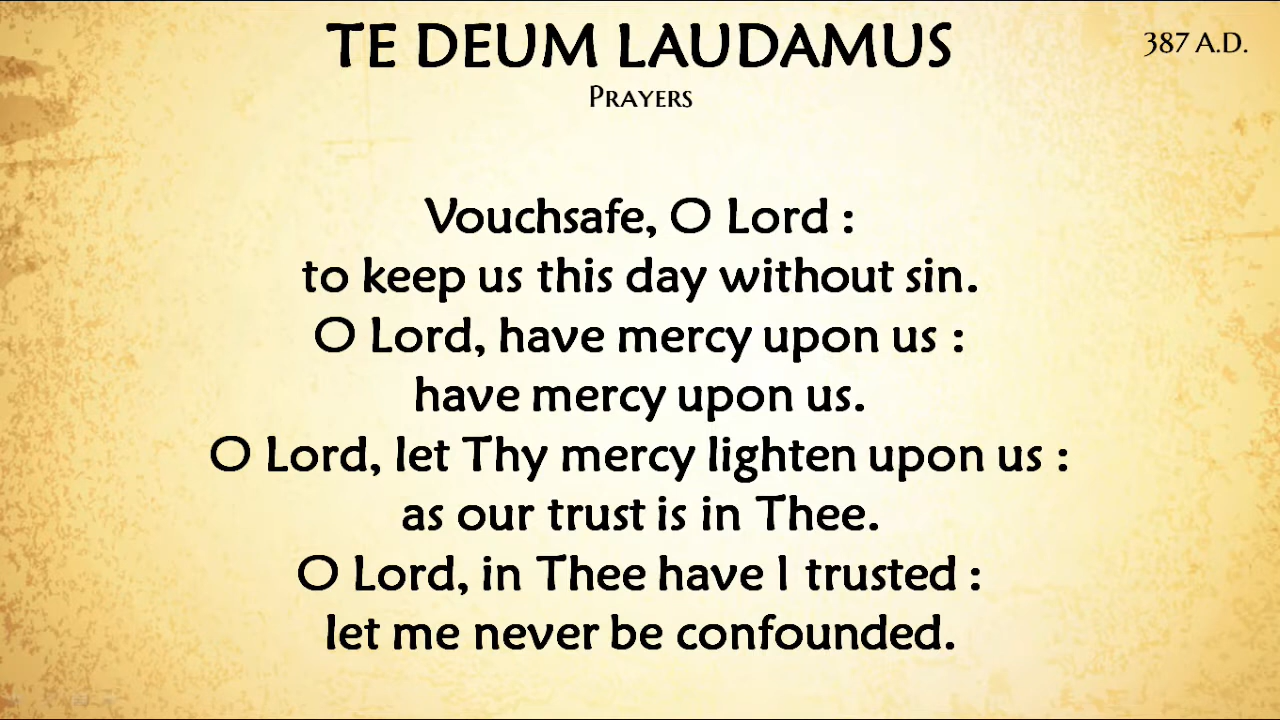 TE DEUM LAUDAMUS
387 A.D.
PRAYERS
Vouchsafe, O Lord :
to keep us this day without sin.
O Lord, have mercy upon us :
have mercy upon us.
O Lord, let Thy mercy lighten upon us :
as our trust is in Thee.
O Lord, in Thee have I trusted :
let me never be confounded.